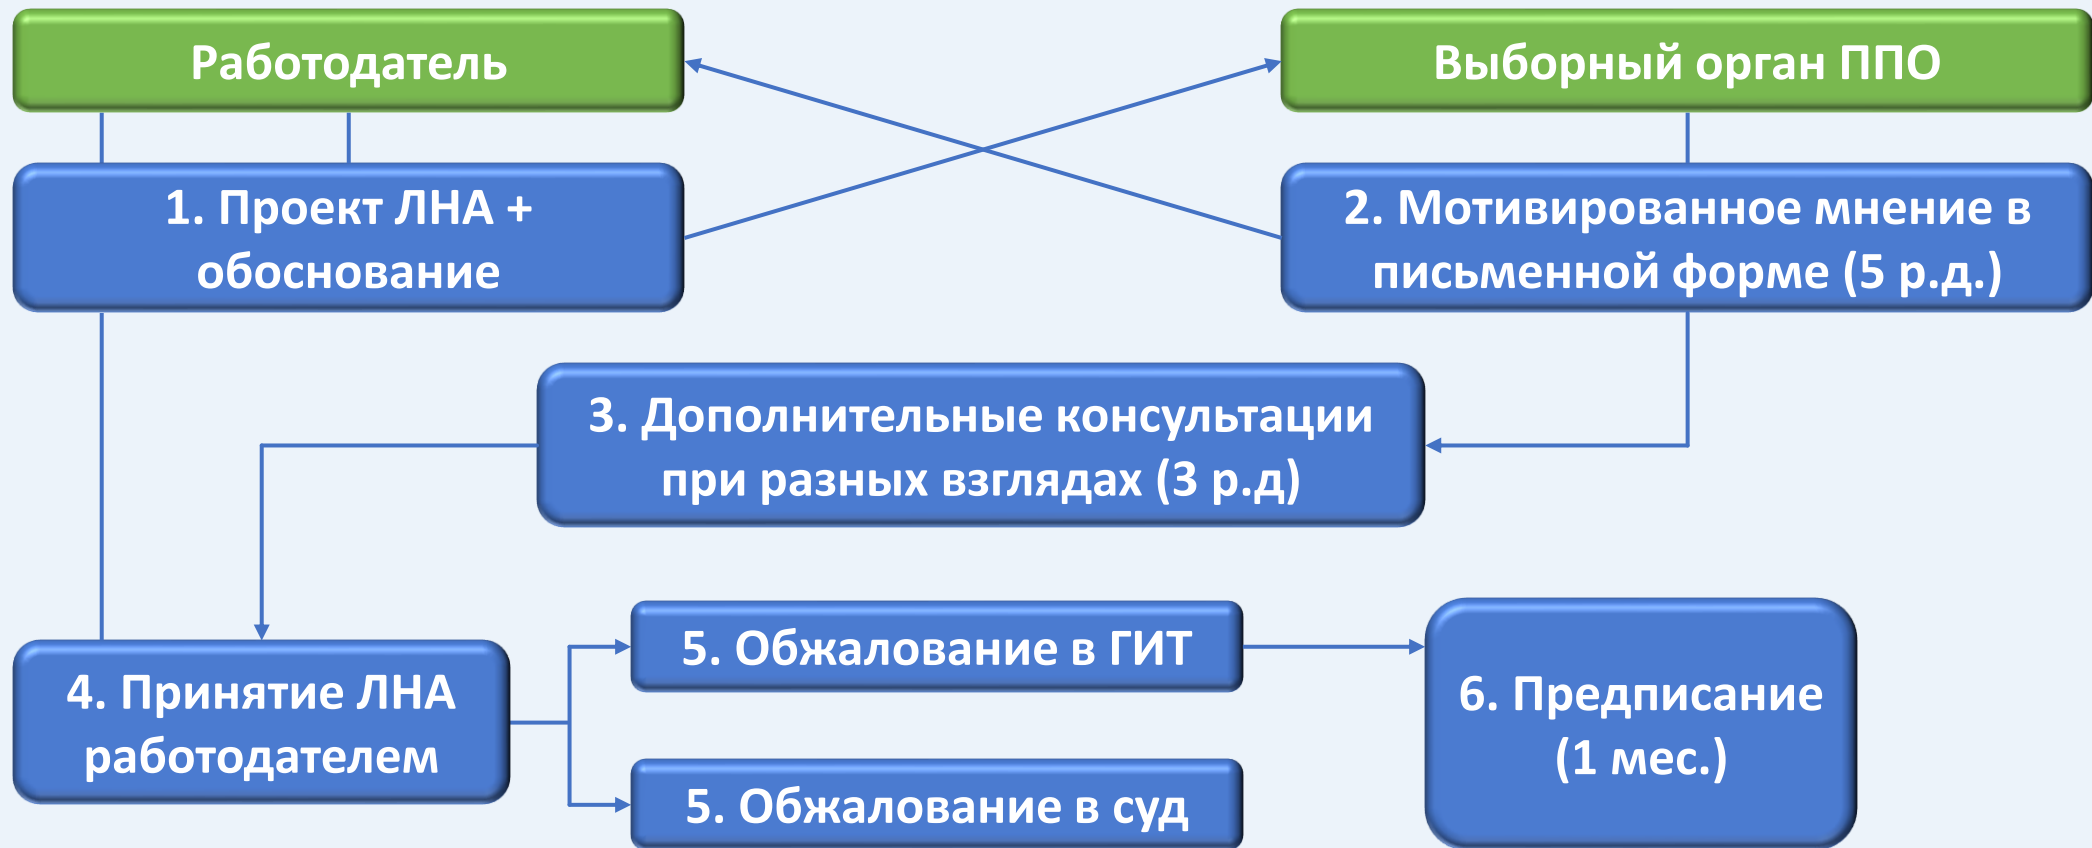 Работодатель
Выборный орган ППО
1. Проект ЛНА +
обоснование
2. Мотивированное мнение в
письменной форме (5 р.д.)
3. Дополнительные консультации
при разных взглядах (3 р.д)
4. Принятие ЛНА
работодателем
5. Обжалование в ГИТ
5. Обжалование в суд
6. Предписание
(1 мес.)